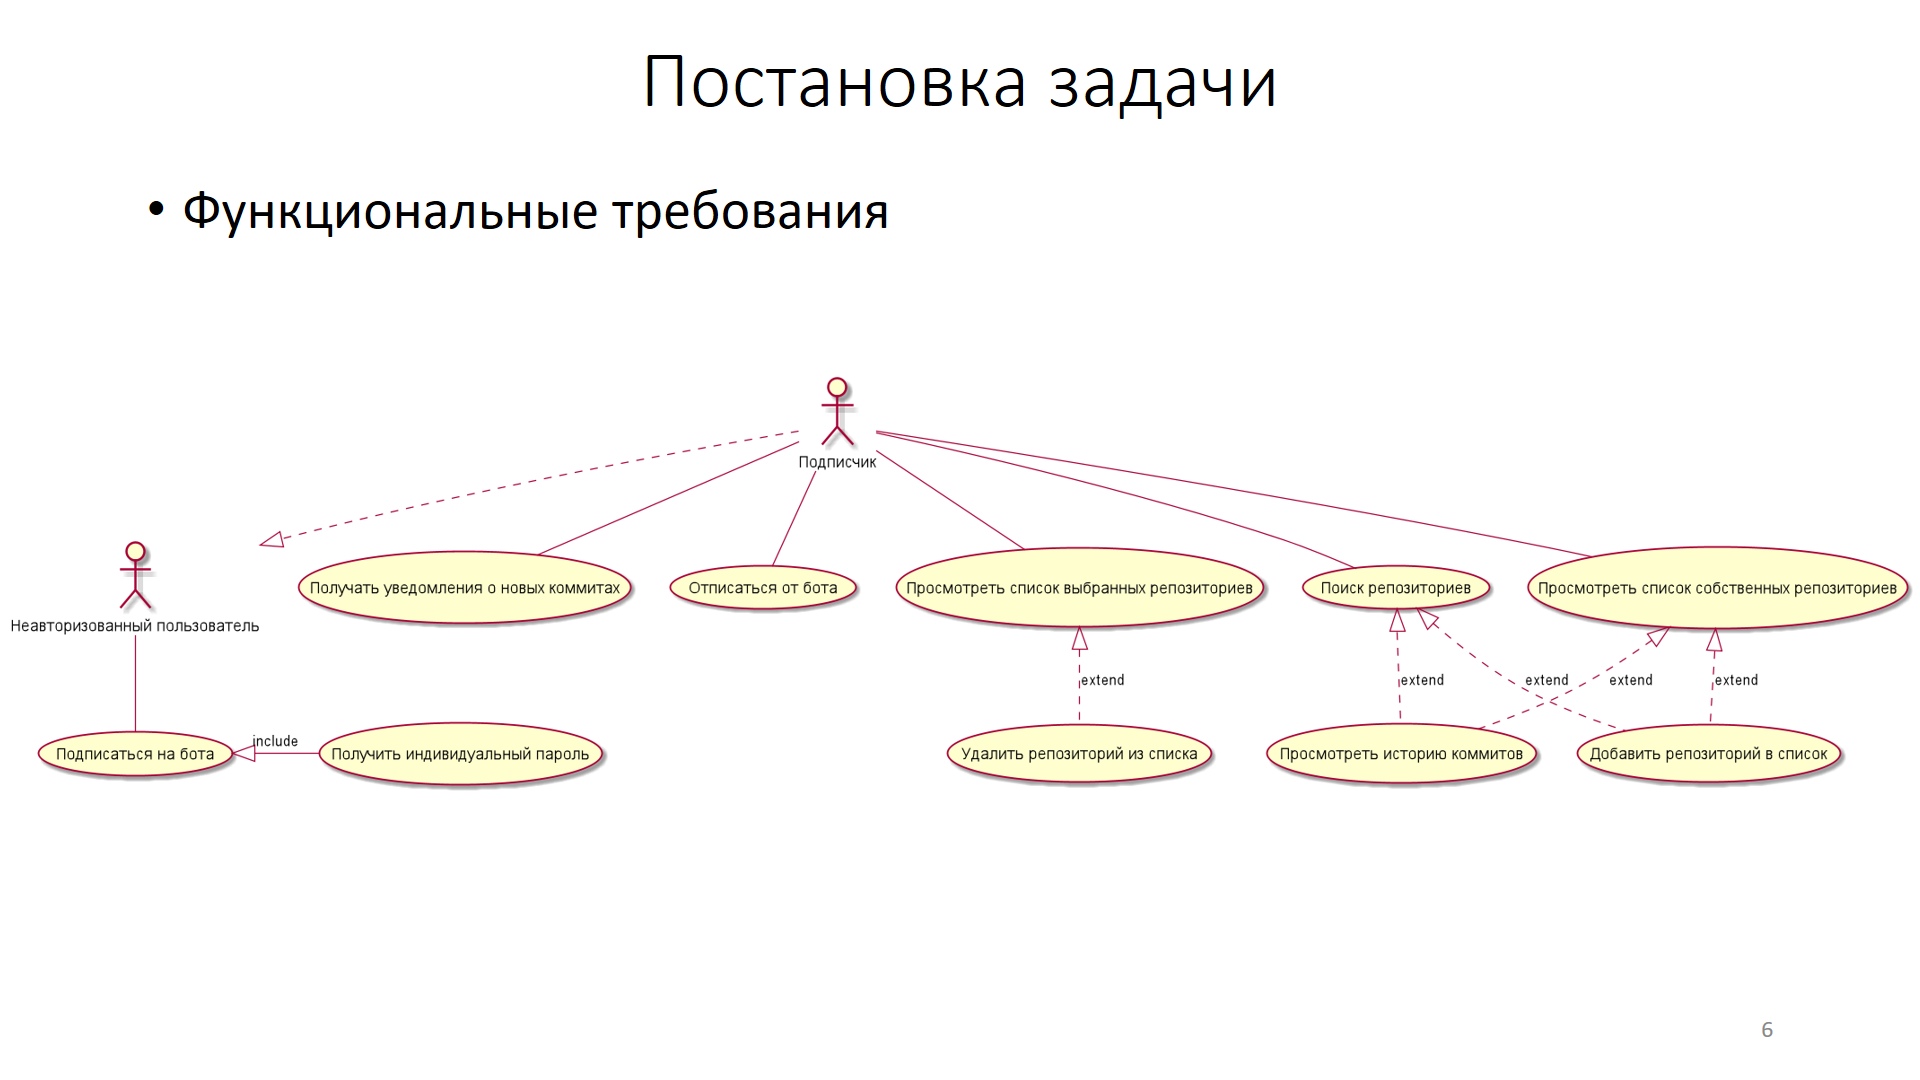 Постановка задачи
• Функциональные требования
Подписчик
Неавторизованный пользователь
Получать уведомления о новых коммитах
Отписаться от бота
Просмотреть список выбранных репозиториев
Поиск репозиториев
Просмотреть список собственных репозиториев
extend
extend
extend
extend
extend
include
Подписаться на бота
Получить индивидуальный пароль
Удалить репозиторий из списка
Просмотреть историю коммитов
Добавить репозиторий в список
6